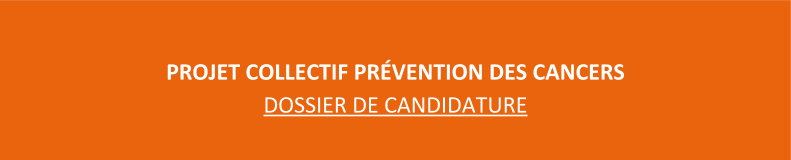 PROJET COLLECTIF PRÉVENTION DES CANCERS
DOSSIER DE CANDIDATURE